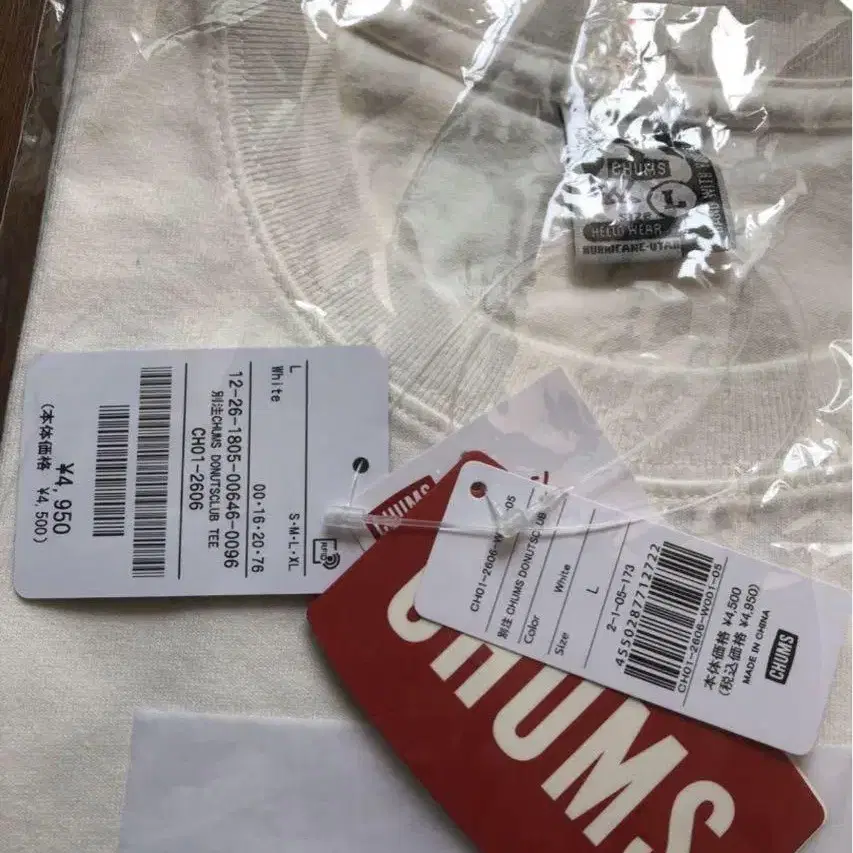 CHUMS
L
SIZE
HELLO WEAR
HURRICANE-UTAH
L
White
S・M・L・XL
00・16・20・76
12-26-1805-00646-0096
別注CHUMS DONUTSCLUB TEE
CH01-2606
¥4,950
(本体価格 ¥4,500)
RFID
CHUMS
CHUMS
CH01-2606-W001-05
別注 CHUMS DONUTSCLUB
Color White
Size L
2-1-05-173
4550287712722
CH01-2606-W001-05
本体価格 ¥4,500
(税込価格 ¥4,950)
MADE IN CHINA
CHUMS